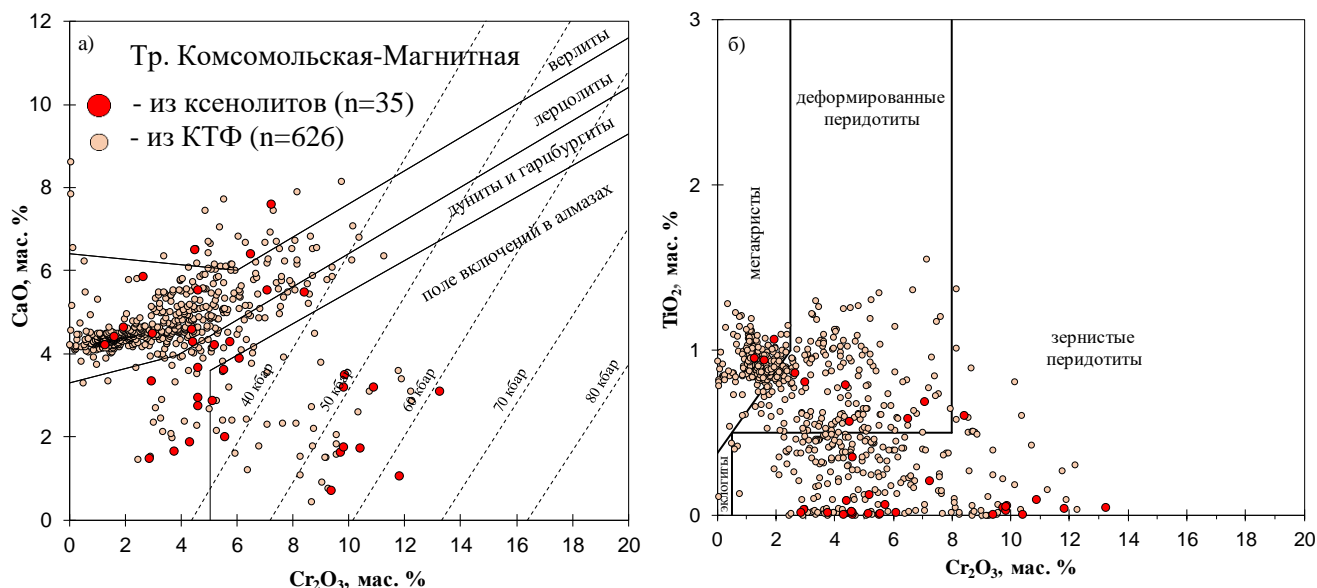 а)
Тр. Комсомольская-Магнитная
- из ксенолитов (n=35)
- из КТФ (n=626)
верлиты
лерцолиты
дуниты и гарцбургиты
поле включений в алмазах
40 кбар
50 кбар
60 кбар
70 кбар
80 кбар
CaO, мас. %
12
10
8
6
4
2
0
0 2 4 6 8 10 12 14 16 18 20
Cr₂O₃, мас. %
б)
деформированные
перидотиты
мегакристы
зернистые
перидотиты
эклогиты
TiO₂, мас. %
3
2
1
0
0 2 4 6 8 10 12 14 16 18 20
Cr₂O₃, мас. %